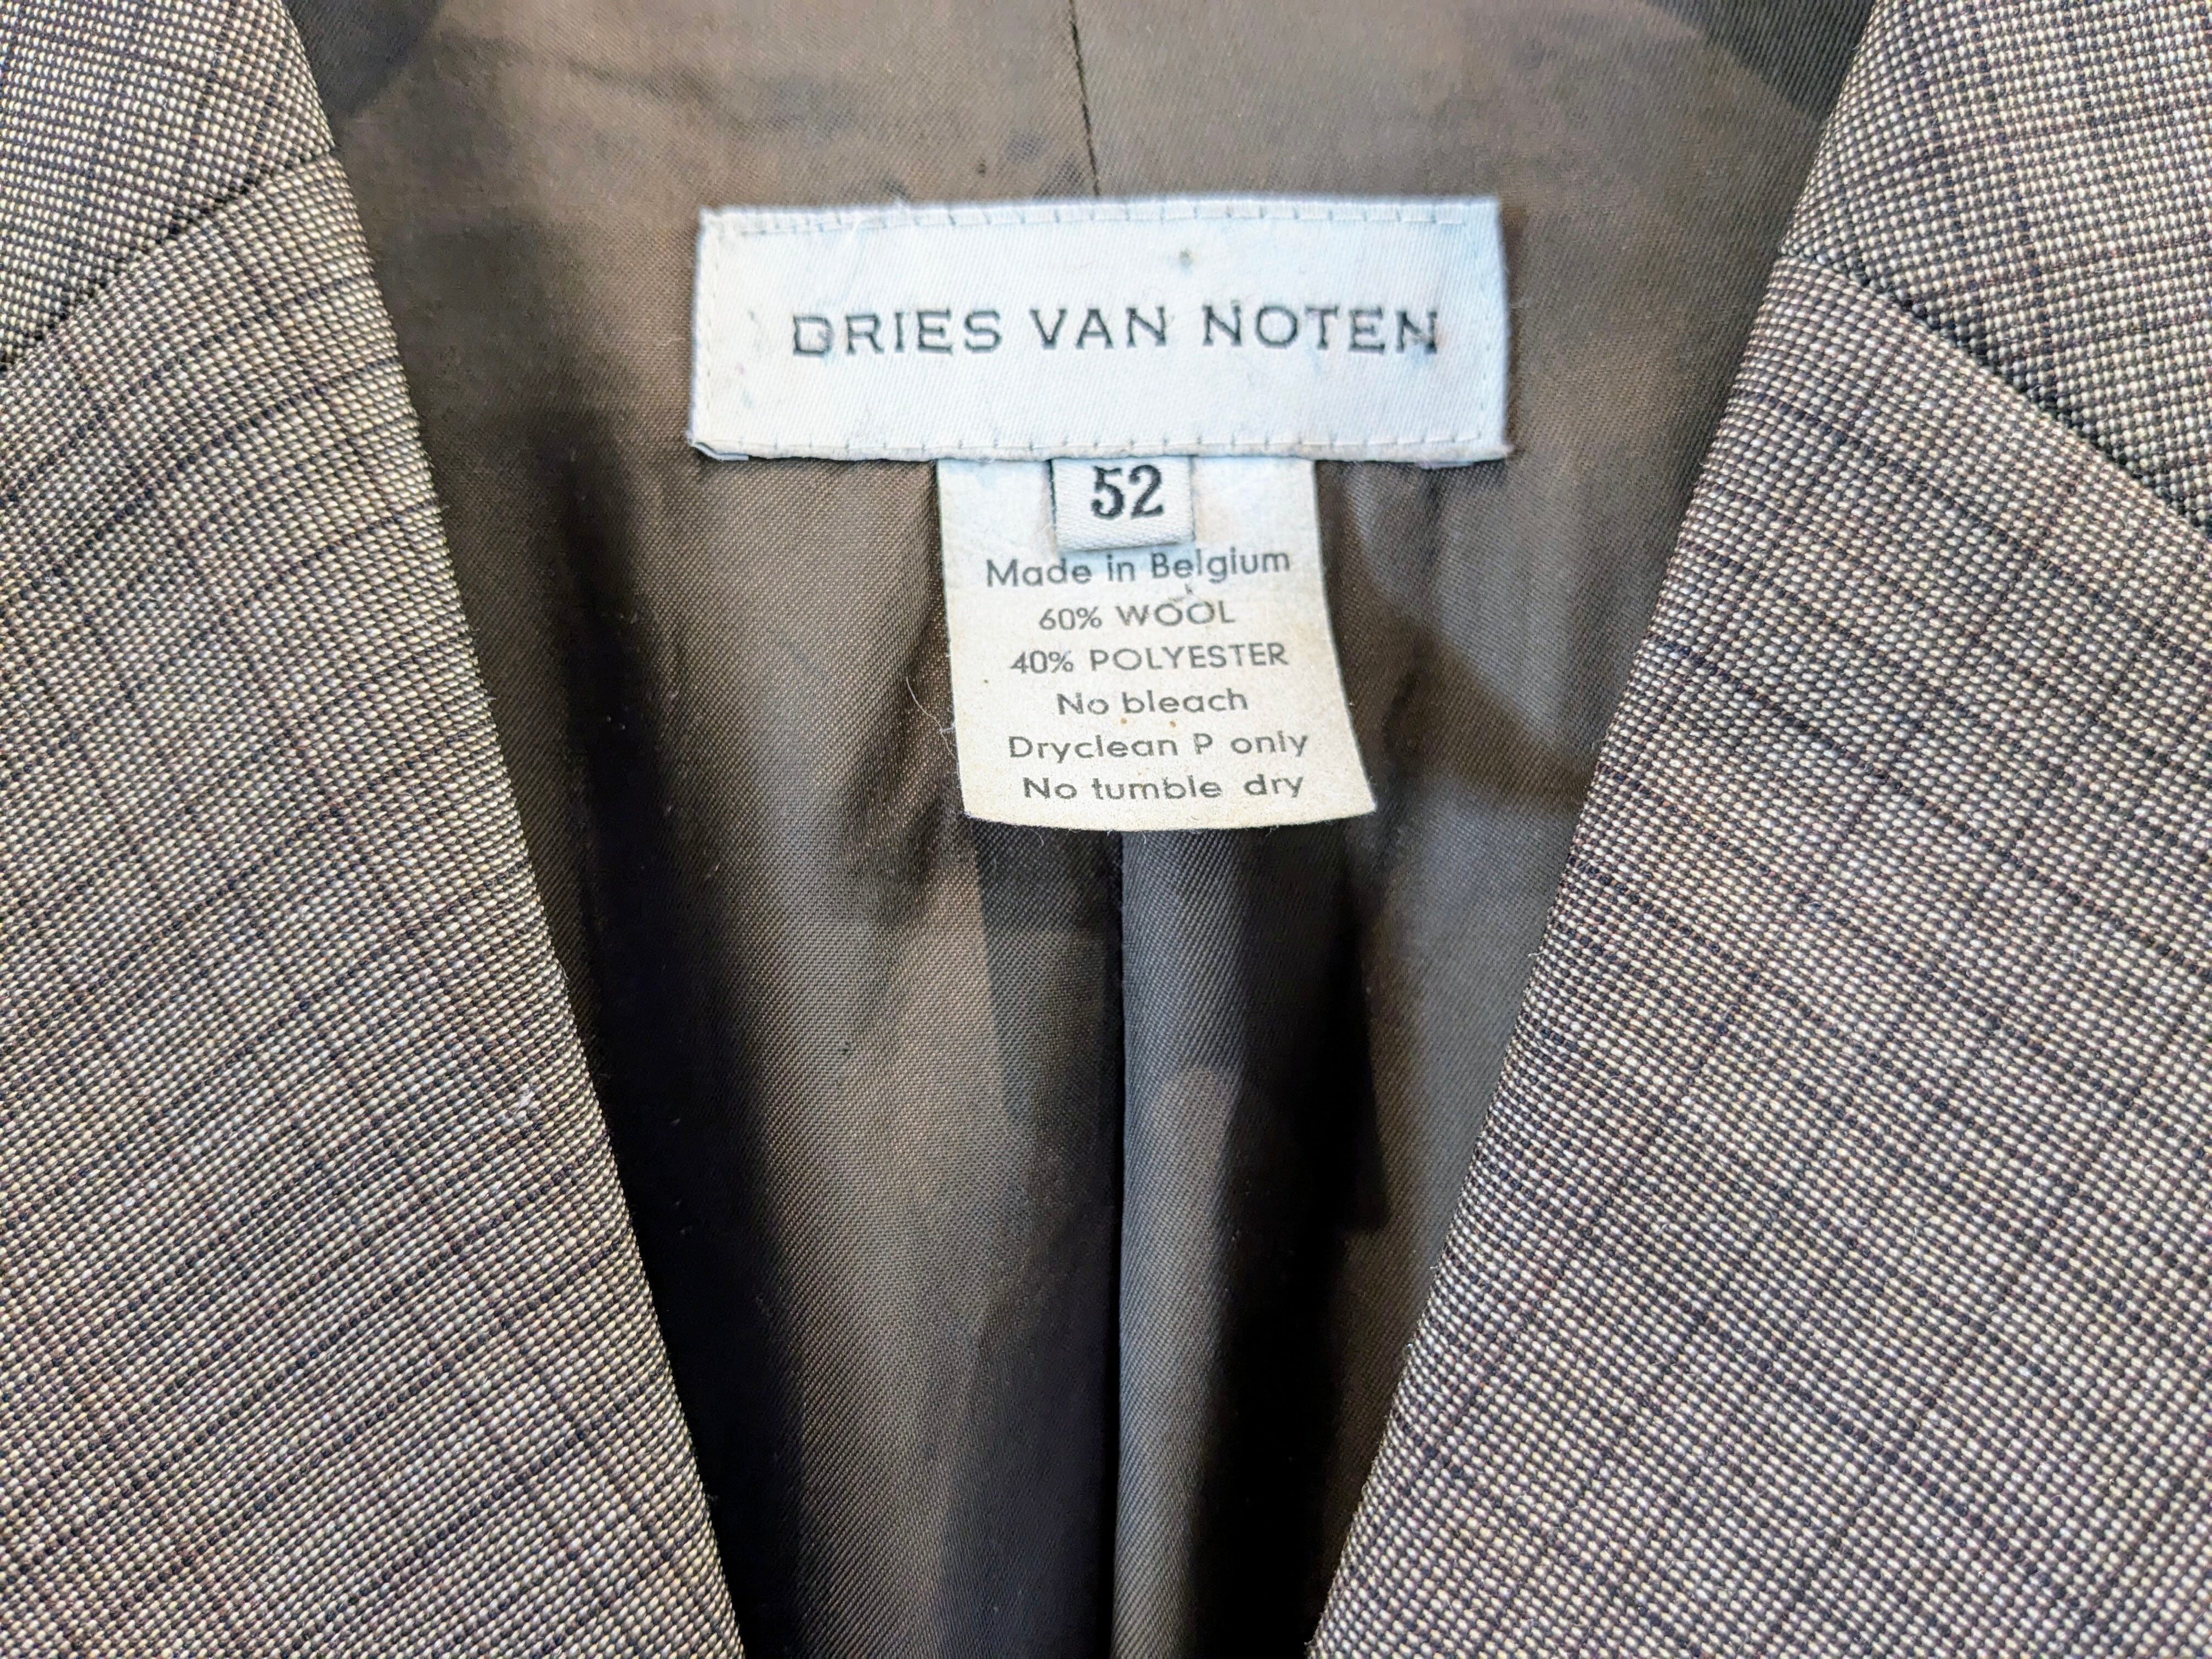 DRIES VAN NOTEN
52
Made in Belgium
60% WOOL
40% POLYESTER
No bleach
Dryclean P only
No tumble dry